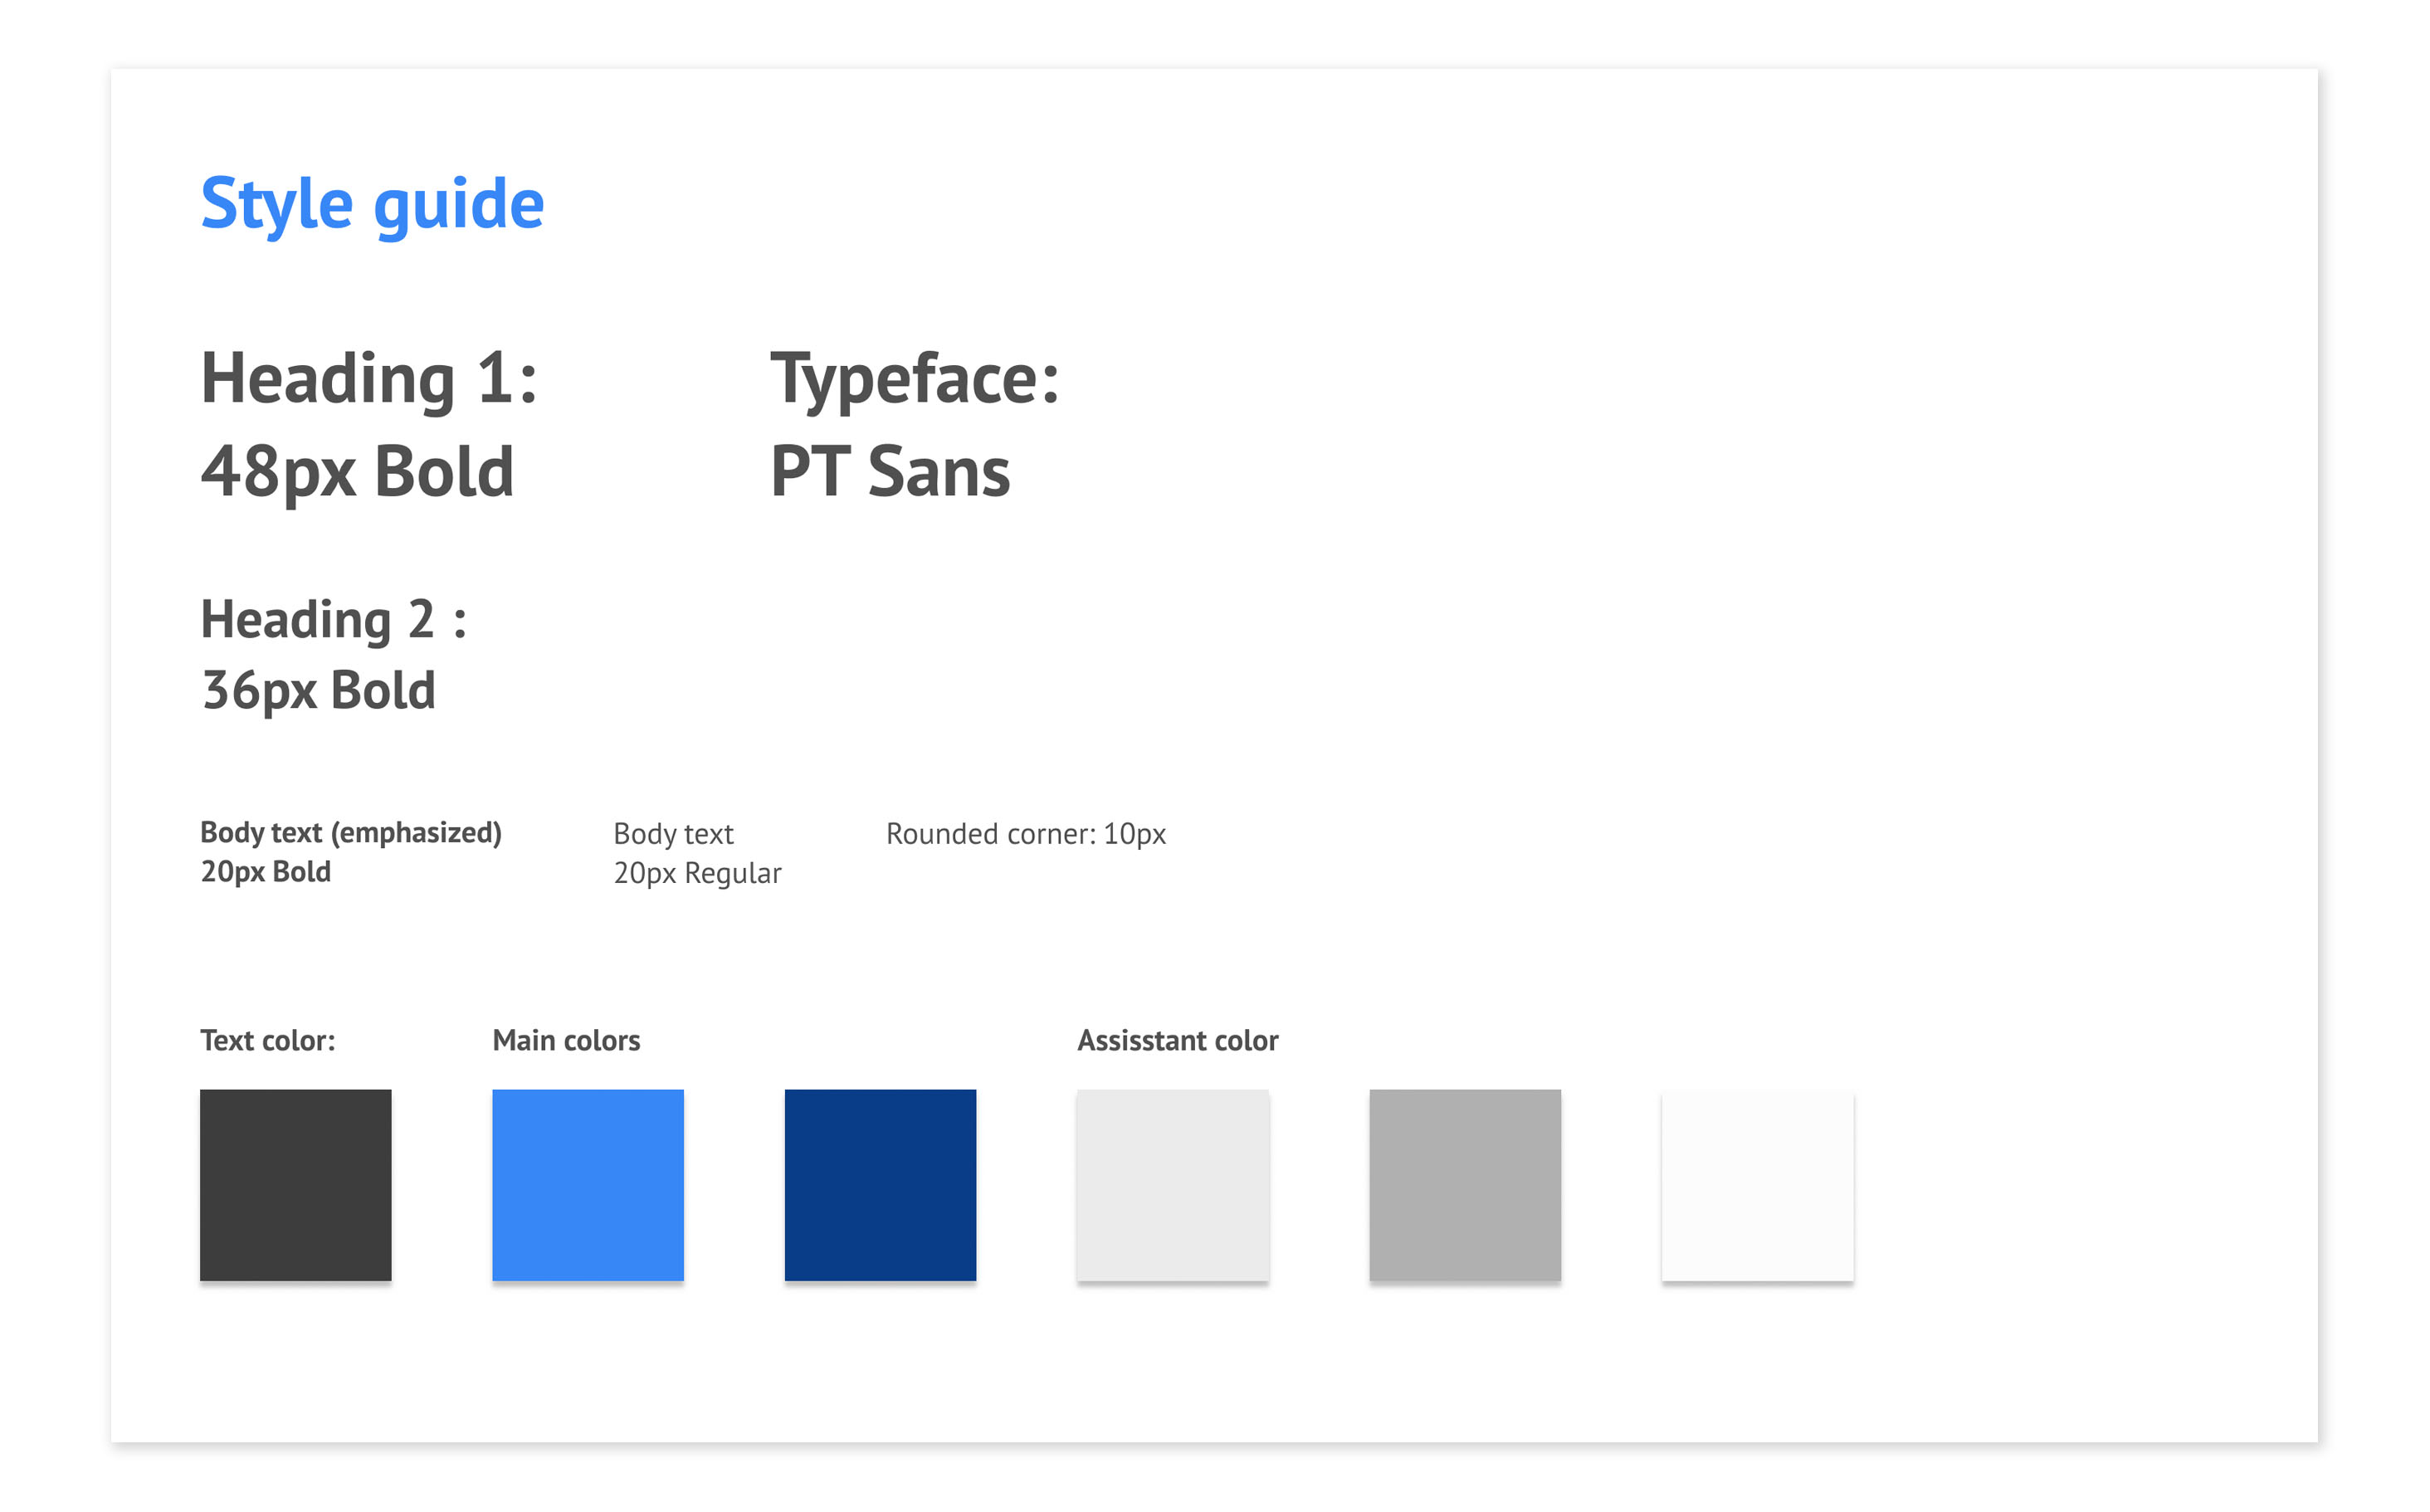 Style guide
Heading 1:
48px Bold
Typeface:
PT Sans
Heading 2 :
36px Bold
Body text (emphasized)
20px Bold
Body text
20px Regular
Rounded corner: 10px
Text color:
Main colors
Assisstant color